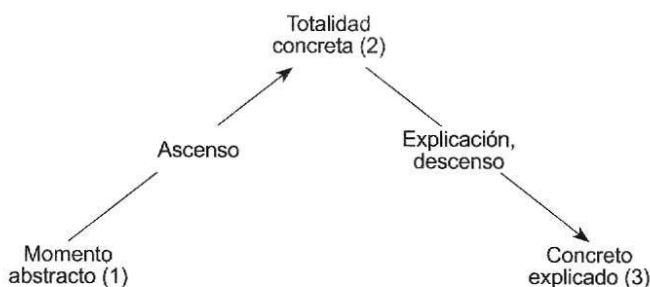 Totalidad
concreta (2)
Ascenso
Explicación,
descenso
Momento
abstracto (1)
Concreto
explicado (3)